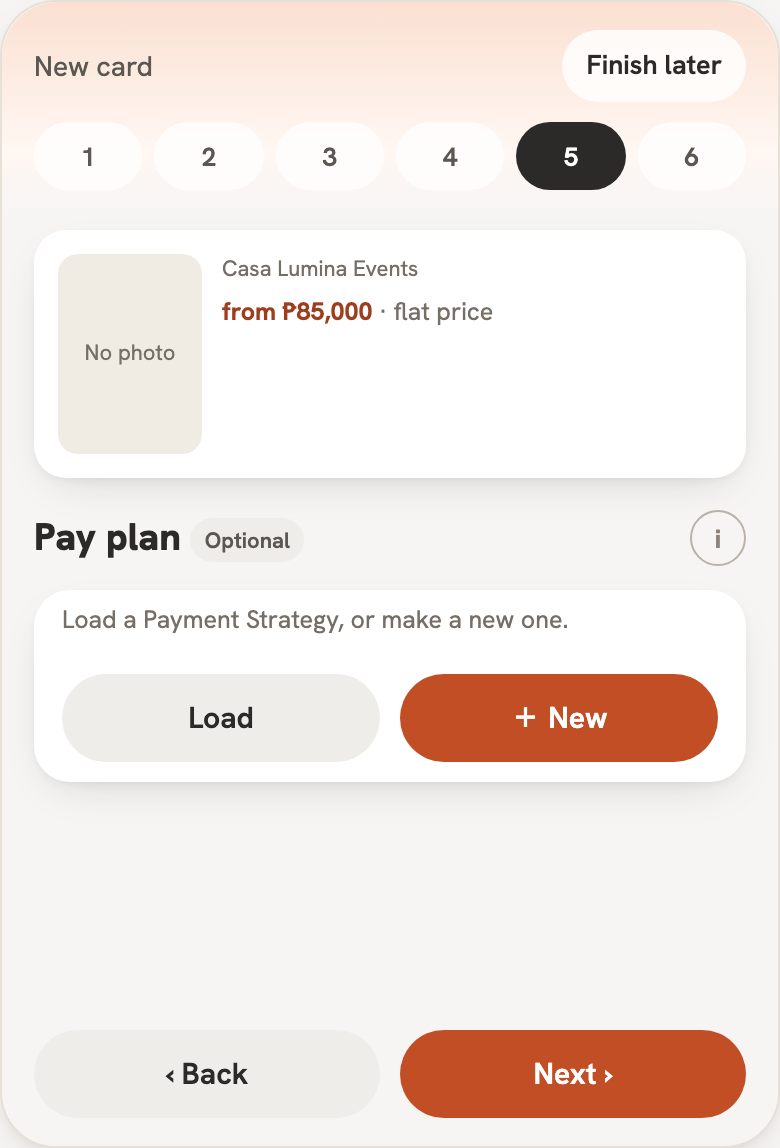 New card
Finish later
1 2 3 4 5 6
Casa Lumina Events
from ₱85,000 · flat price
No photo
Pay plan Optional
i
Load a Payment Strategy, or make a new one.
Load
+ New
‹ Back
Next ›